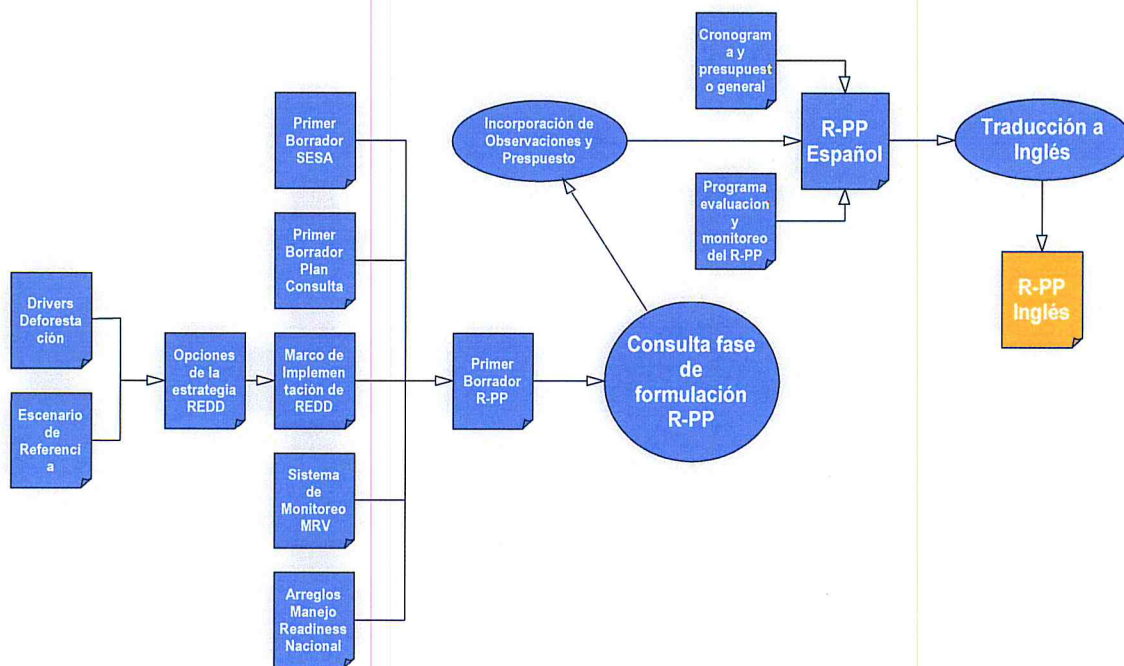 Drivers
Deforesta
ción
Escenario
de
Referenci
a
Opciones
de la
estrategia
REDD
Primer
Borrador
SESA
Primer
Borrador
Plan
Consulta
Marco de
Implemen
tación de
REDD
Sistema
de
Monitoreo
MRV
Arreglos
Manejo
Readiness
Nacional
Primer
Borrador
R-PP
Consulta fase
de
formulación
R-PP
Incorporación de
Observaciones y
Prespuesto
Cronogram
a y
presupuest
o general
Programa
evaluacion
y
monitoreo
del R-PP
R-PP
Español
Traducción a
Inglés
R-PP
Inglés